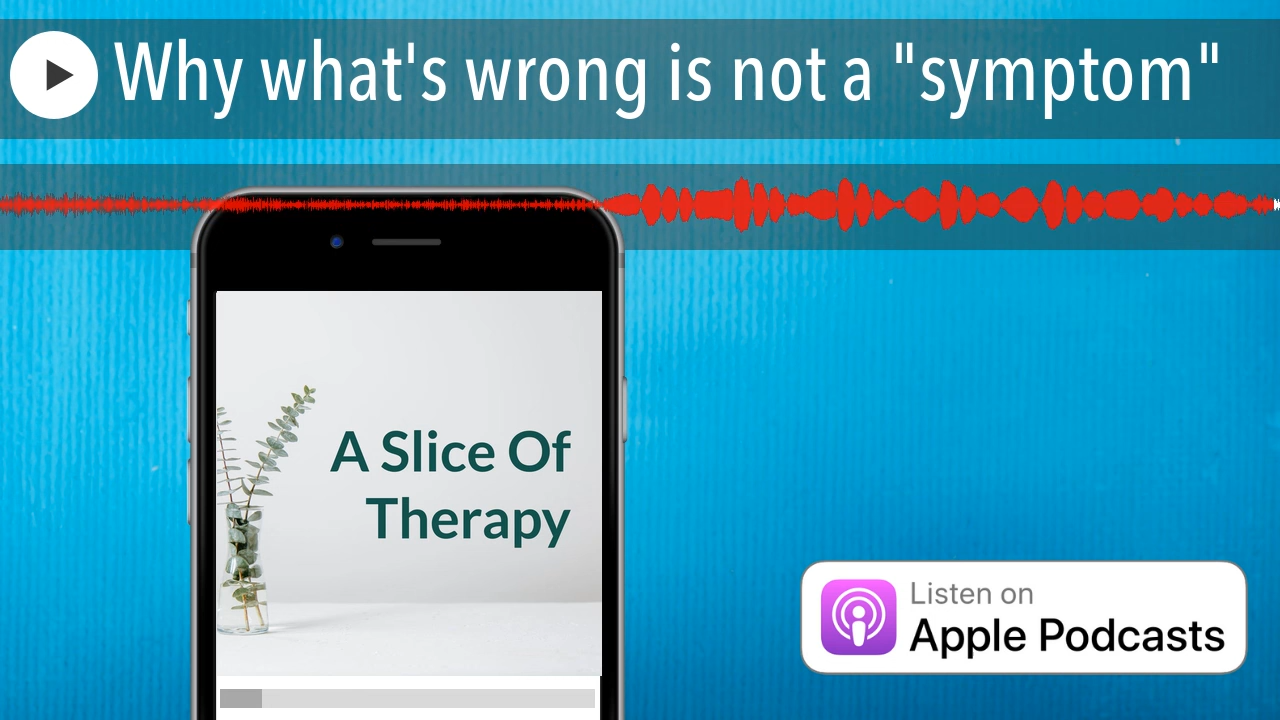 Why what's wrong is not a "symptom"
A Slice Of
Therapy
Listen on
Apple Podcasts